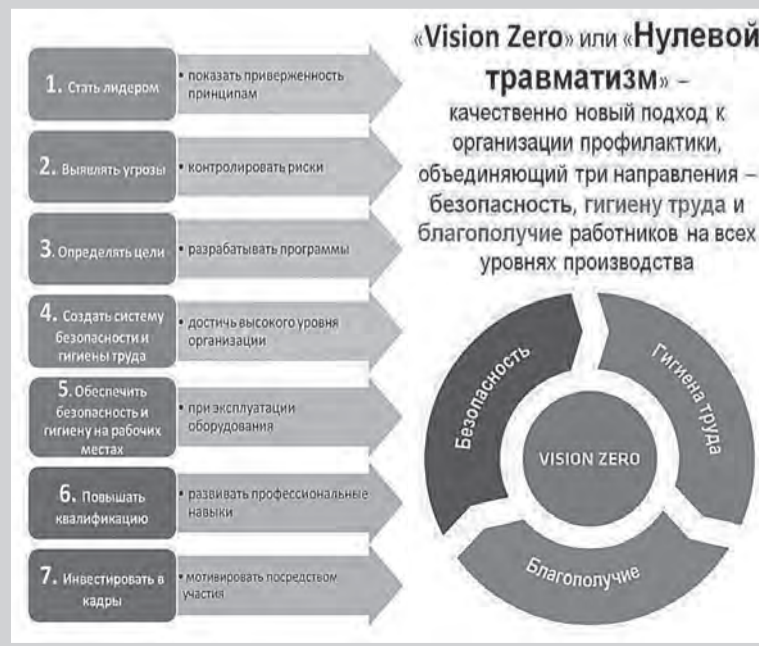 1. Стать лидером
• показать приверженность
принципам
2. Выявлять угрозы
• контролировать риски
3. Определять цели
• разрабатывать программы
4. Создать систему
безопасности и
гигиены труда
• достичь высокого уровня
организации
5. Обеспечить
безопасность и
гигиену на рабочих
местах
• при эксплуатации
оборудования
6. Повышать
квалификацию
• развивать профессиональные
навыки
7. Инвестировать в
кадры
• мотивировать посредством
участия
«Vision Zero» или «Нулевой
травматизм» –
качественно новый подход к
организации профилактики,
объединяющий три направления –
безопасность, гигиену труда и
благополучие работников на всех
уровнях производства
Безопасность
Гигиена труда
VISION ZERO
Благополучие